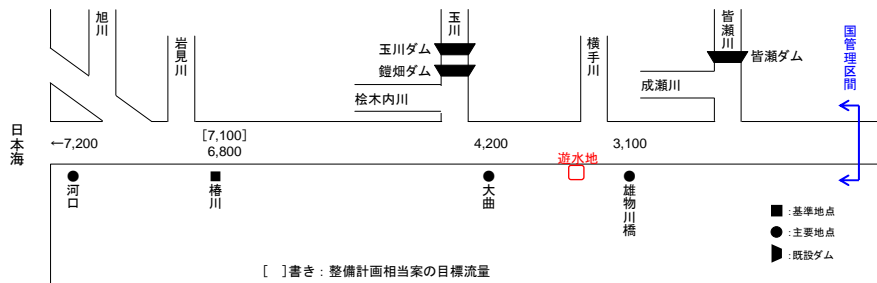 旭川
岩見川
玉川
横手川
皆瀬川
国管理区間
玉川ダム
鎧畑ダム
皆瀬ダム
成瀬川
桧木内川
日本海
←7,200
[7,100]
6,800
4,200
遊水地
3,100
河口
椿川
大曲
雄物川橋
■:基準地点
●:主要地点
:既設ダム
[ ]書き:整備計画相当案の目標流量